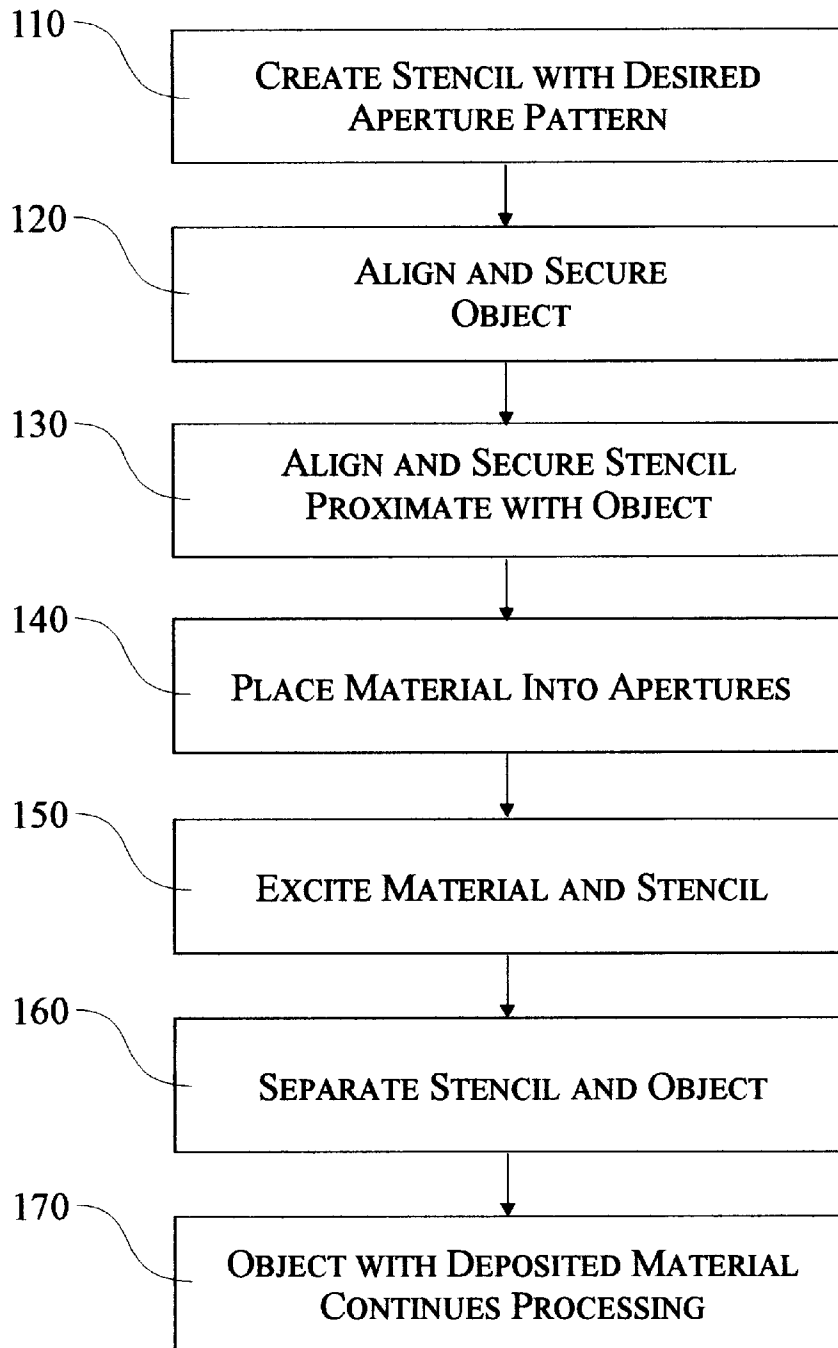 110
CREATE STENCIL WITH DESIRED
APERTURE PATTERN
120
ALIGN AND SECURE
OBJECT
130
ALIGN AND SECURE STENCIL
PROXIMATE WITH OBJECT
140
PLACE MATERIAL INTO APERTURES
150
EXCITE MATERIAL AND STENCIL
160
SEPARATE STENCIL AND OBJECT
170
OBJECT WITH DEPOSITED MATERIAL
CONTINUES PROCESSING